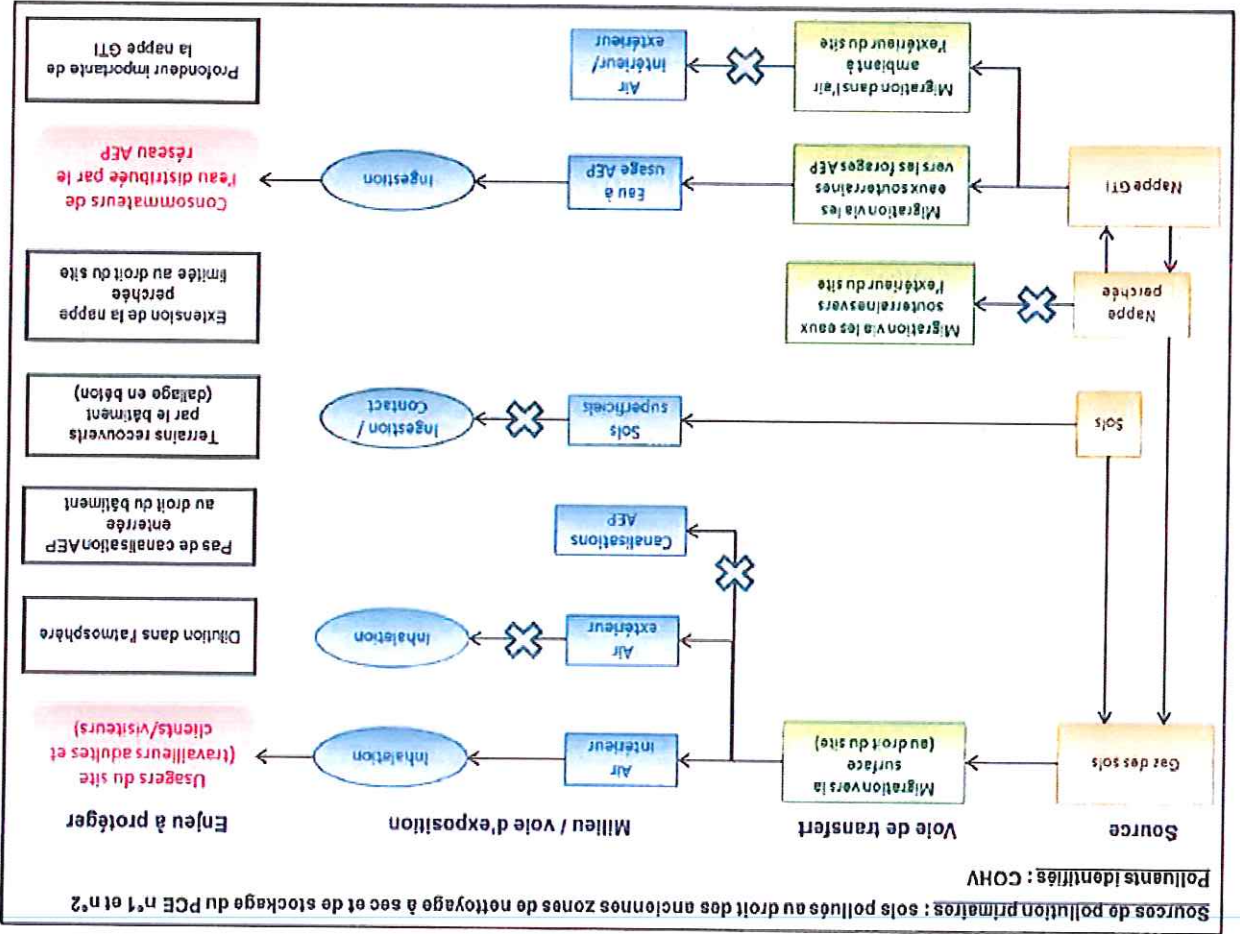 Sources de pollution primaires : sols pollués au droit des anciennes zones de nettoyage à sec et de stockage du PCE n°1 et n°2
Polluants identifiés : COHV
Source
Voie de transfert
Milieu / voie d'exposition
Enjeu à protéger
Gaz des sols
Migration vers la
surface
(au droit du site)
Air
intérieur
Inhalation
Usagers du site
(travailleurs adultes et
clients/visiteurs)
Air
extérieur
Inhalation
Dilution dans l'atmosphère
Canalisations
AEP
Pas de canalisation AEP
enterrée
au droit du bâtiment
Sols
Sols
superficiels
Ingestion /
Contact
Terrains recouverts
par le bâtiment
(dallage en béton)
Nappe
perchée
Migration via les eaux
souterraines vers
l'extérieur du site
Extension de la nappe
perchée
limitée au droit du site
Nappe GTI
Migration via les
eaux souterraines
vers les forages AEP
Eau à
usage AEP
Ingestion
Consommateurs de
l'eau distribuée par le
réseau AEP
Migration dans l'air
ambiant à
l'extérieur du site
Air
intérieur/
extérieur
Profondeur importante de
la nappe GTI